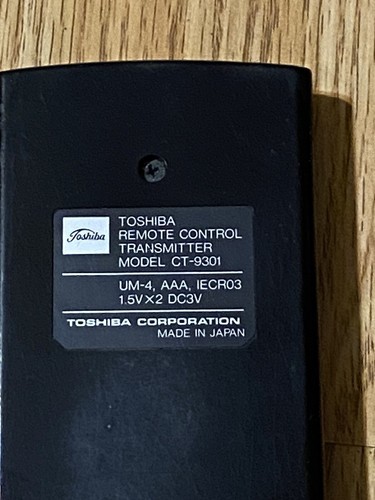 Toshiba
TOSHIBA
REMOTE CONTROL
TRANSMITTER
MODEL CT-9301
UM-4, AAA, IECR03
1.5V×2 DC3V
TOSHIBA CORPORATION
MADE IN JAPAN